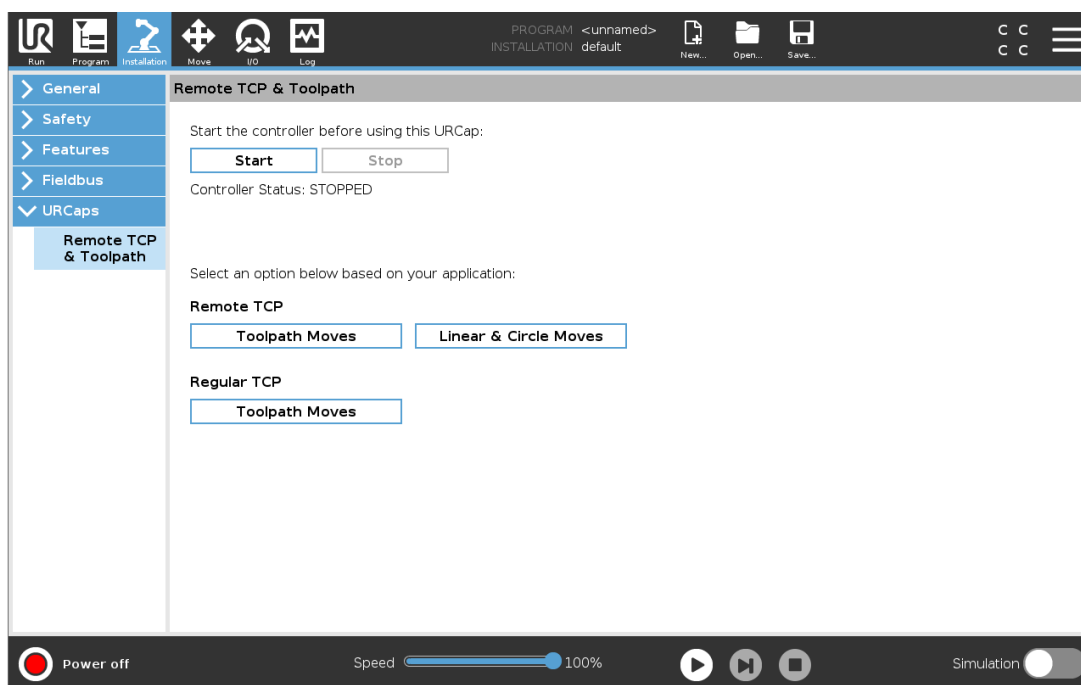 PROGRAM <unnamed>
INSTALLATION default
UR
Run Program Installation Move I/O Log New... Open... Save...
C C
C C
General
Safety
Features
Fieldbus
URCaps
Remote TCP
& Toolpath
Remote TCP & Toolpath
Start the controller before using this URCap:
Start Stop
Controller Status: STOPPED
Select an option below based on your application:
Remote TCP
Toolpath Moves Linear & Circle Moves
Regular TCP
Toolpath Moves
Power off Speed 100% Simulation